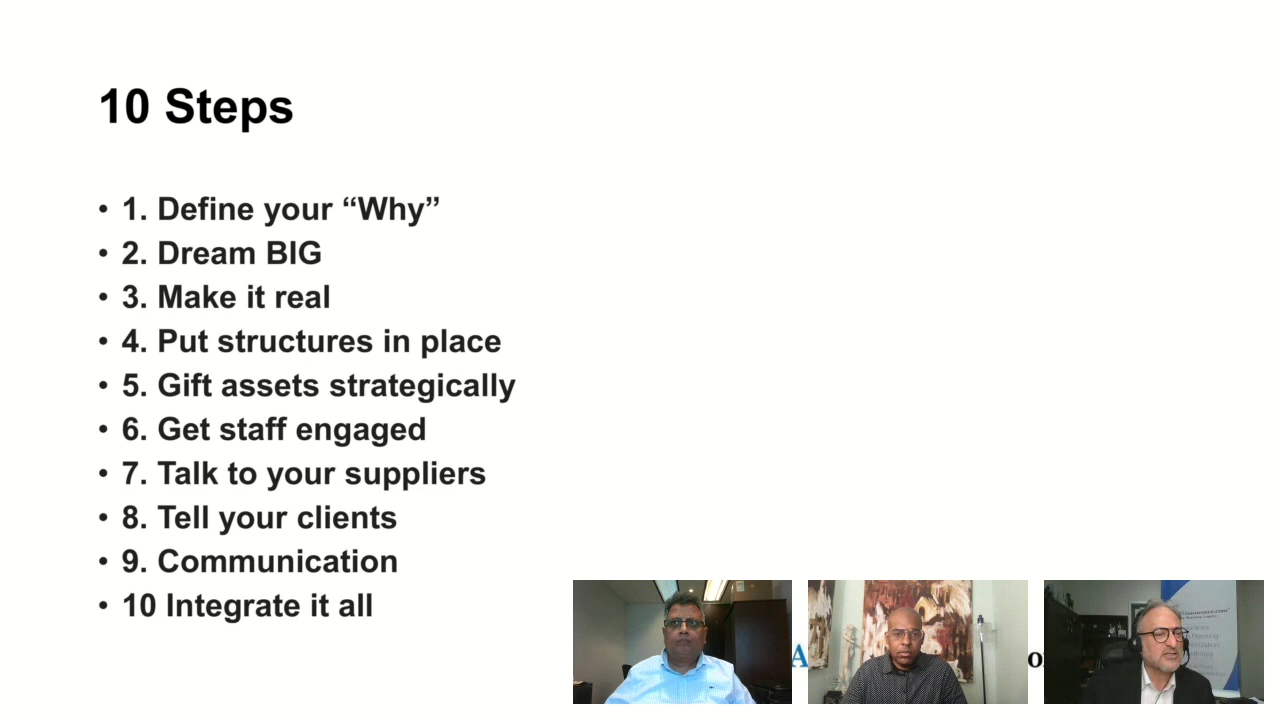 10 Steps
• 1. Define your “Why”
• 2. Dream BIG
• 3. Make it real
• 4. Put structures in place
• 5. Gift assets strategically
• 6. Get staff engaged
• 7. Talk to your suppliers
• 8. Tell your clients
• 9. Communication
• 10 Integrate it all
A